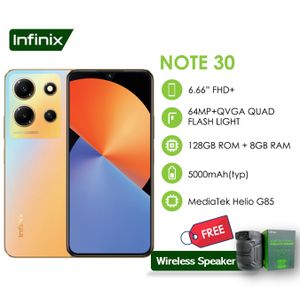 Infinix
NOTE 30
6.66” FHD+
64MP+QVGA QUAD
FLASH LIGHT
128GB ROM + 8GB RAM
5000mAh(typ)
MediaTek Helio G85
FREE
Wireless Speaker
Infinix